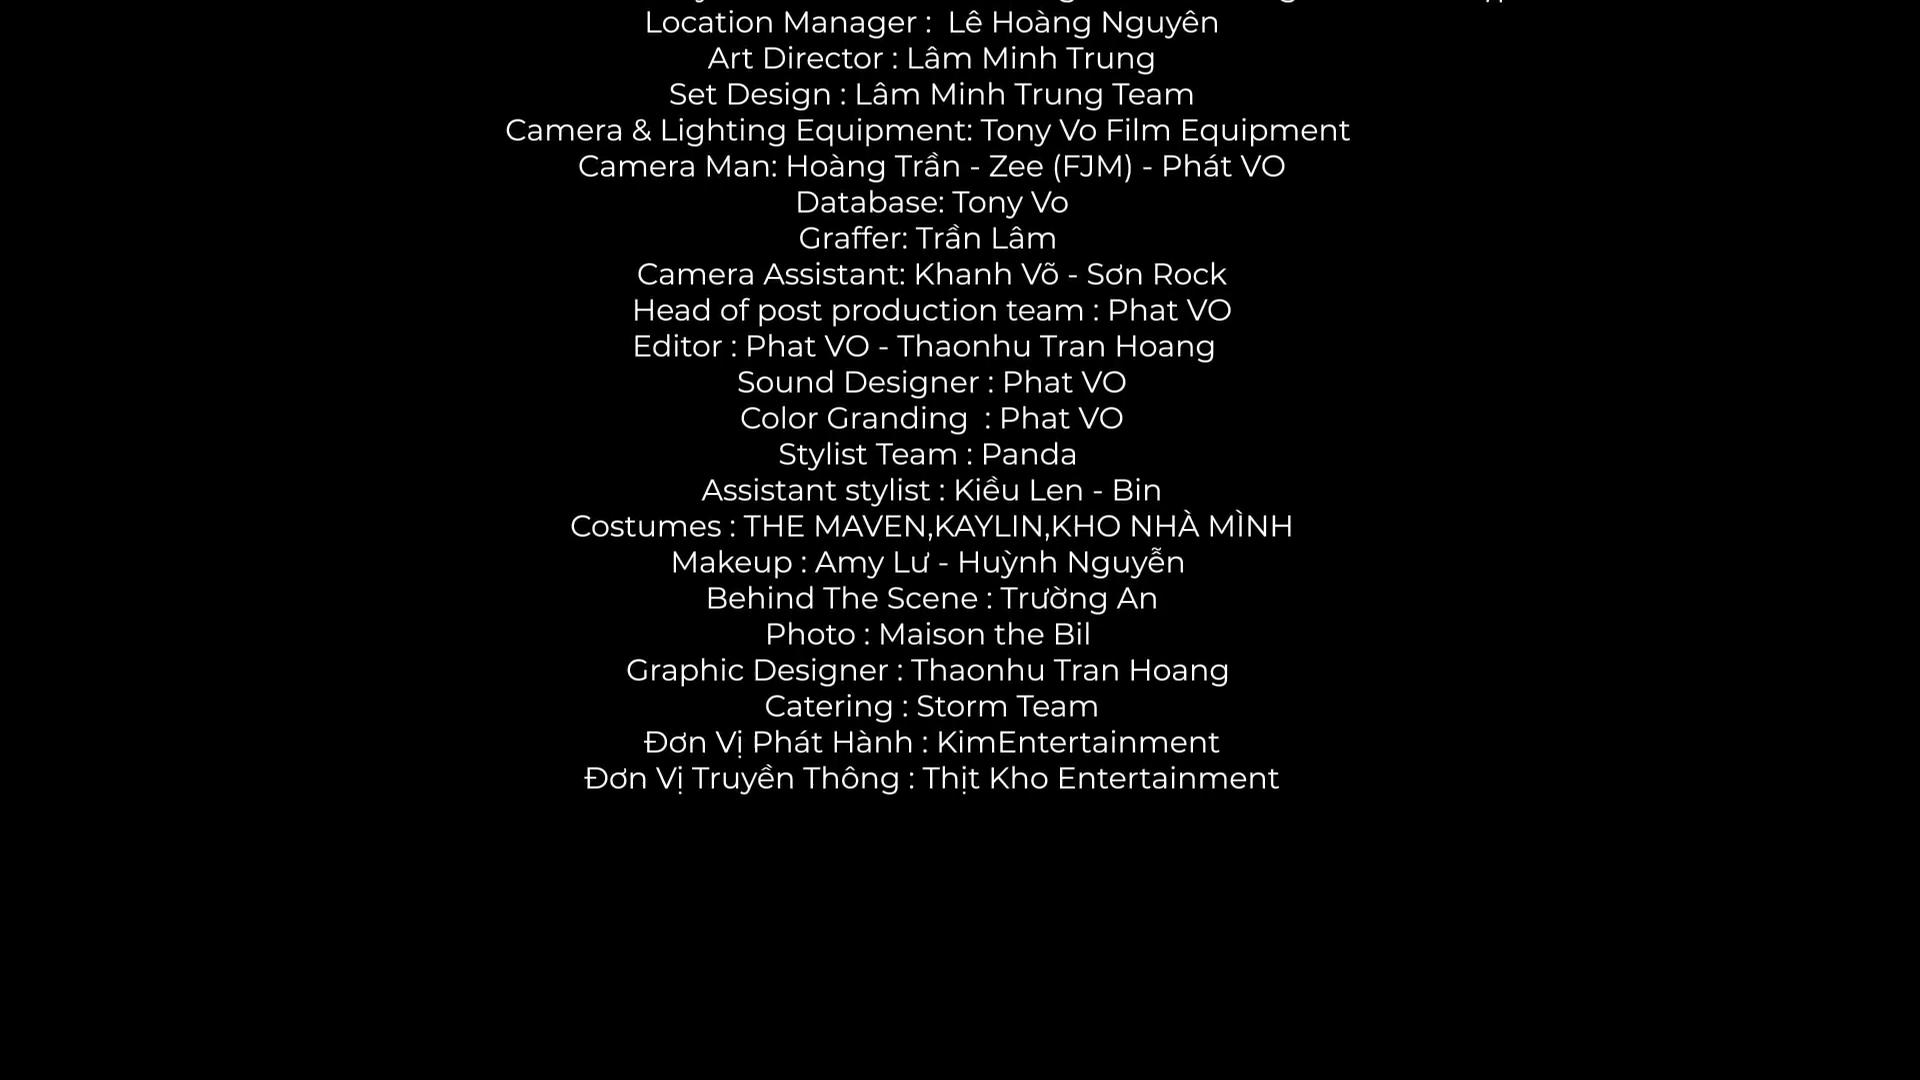 Location Manager :  Lê Hoàng Nguyên
Art Director : Lâm Minh Trung
Set Design : Lâm Minh Trung Team
Camera & Lighting Equipment: Tony Vo Film Equipment
Camera Man: Hoàng Trần - Zee (FJM) - Phát VO
Database: Tony Vo
Graffer: Trần Lâm
Camera Assistant: Khanh Võ - Sơn Rock
Head of post production team : Phat VO
Editor : Phat VO - Thaonhu Tran Hoang
Sound Designer : Phat VO
Color Granding  : Phat VO
Stylist Team : Panda
Assistant stylist : Kiều Len - Bin
Costumes : THE MAVEN,KAYLIN,KHO NHÀ MÌNH
Makeup : Amy Lư - Huỳnh Nguyễn
Behind The Scene : Trường An
Photo : Maison the Bil
Graphic Designer : Thaonhu Tran Hoang
Catering : Storm Team
Đơn Vị Phát Hành : KimEntertainment
Đơn Vị Truyền Thông : Thịt Kho Entertainment